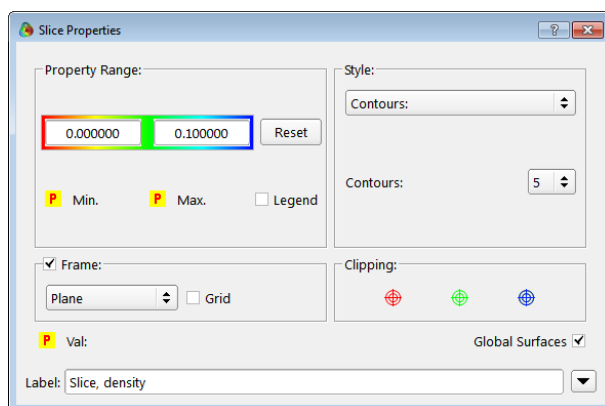 Slice Properties
?
Property Range:
0.000000 0.100000 Reset
P Min. P Max. Legend
Style:
Contours:
Contours: 5
Frame:
Plane Grid
Clipping:
P Val: Global Surfaces
Label: Slice, density